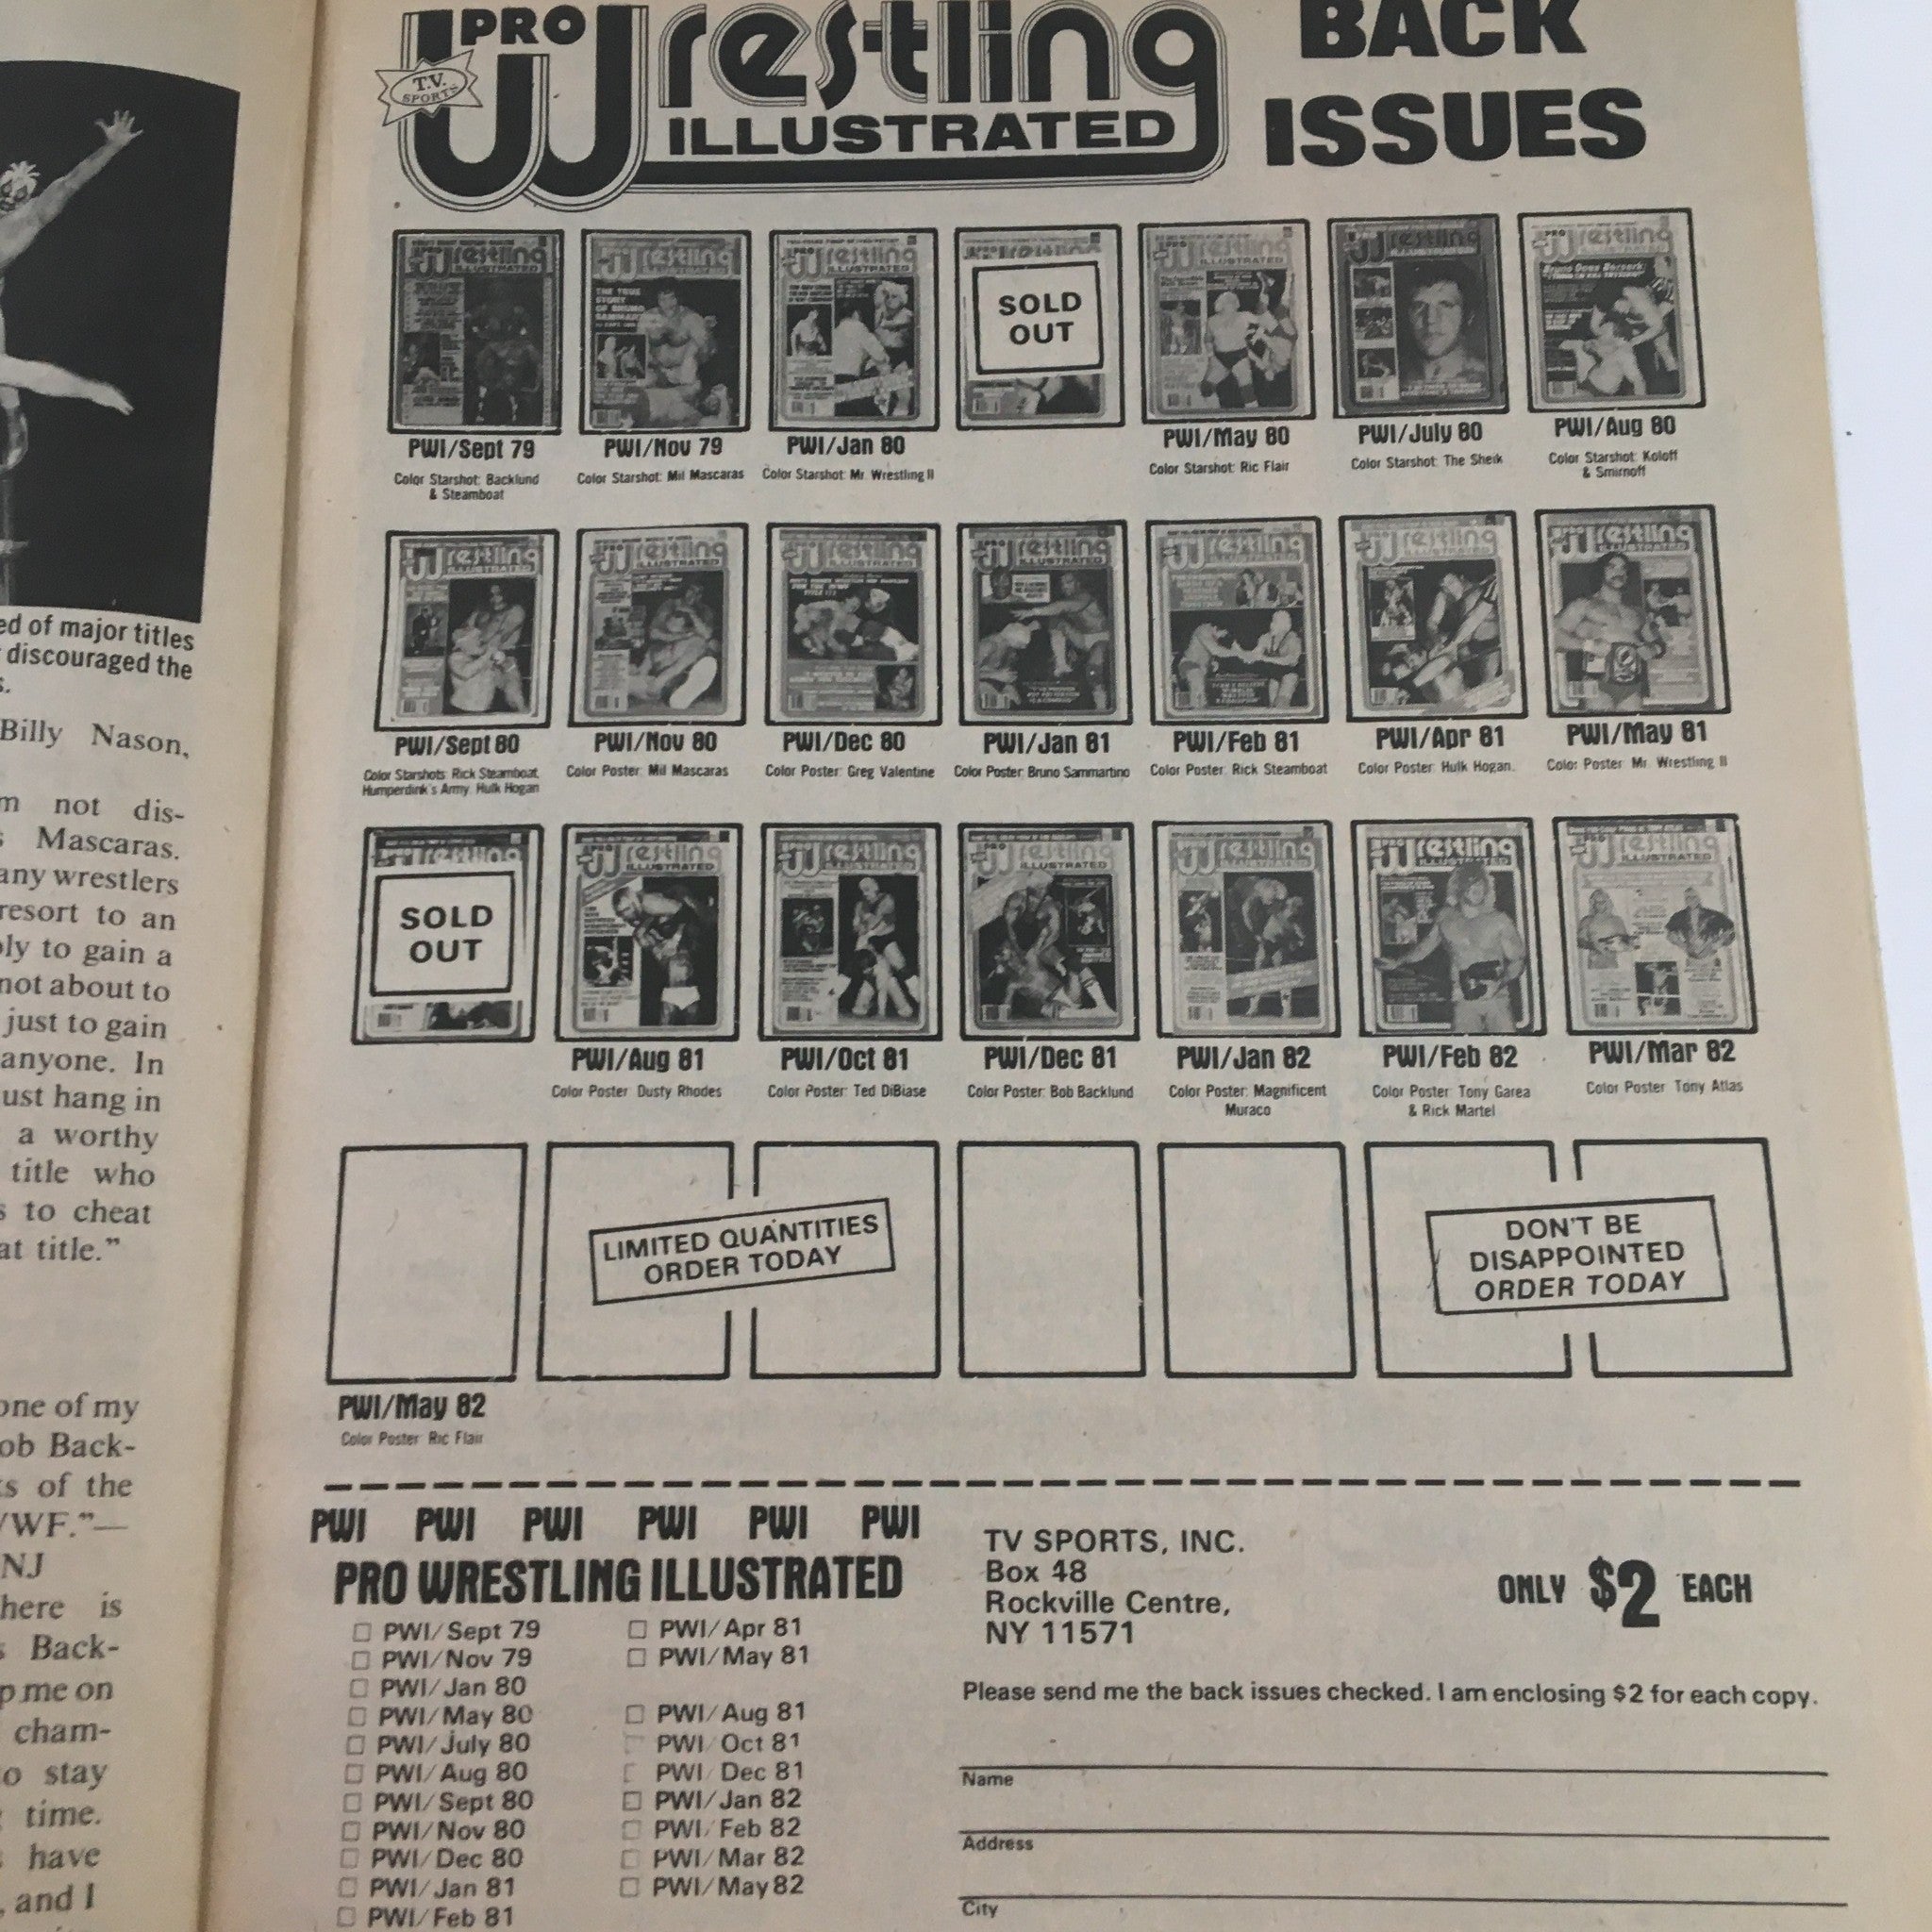 ed of major titles
discouraged the
s.
Billy Nason,
m not dis-
s Mascaras.
any wrestlers
resort to an
ply to gain a
not about to
just to gain
anyone. In
ust hang in
a worthy
title who
s to cheat
at title."
one of my
ob Back-
ts of the
WWF."—
NJ
here is
s Back-
p me on
cham-
o stay
time.
have
, and I
PRO
T.V.
SPORTS
Wrestling
ILLUSTRATED
BACK
ISSUES
SOLD
OUT
PWI/Sept 79
Color Starshot: Backlund
& Steamboat
PWI/Nov 79
Color Starshot: Mil Mascaras
PWI/Jan 80
Color Starshot: Mr. Wrestling II
PWI/May 80
Color Starshot: Ric Flair
PWI/July 80
Color Starshot: The Sheik
PWI/Aug 80
Color Starshot: Koloff
& Smirnoff
PWI/Sept 80
Color Starshots: Rick Steamboat,
Humperdink's Army, Hulk Hogan
PWI/Nov 80
Color Poster: Mil Mascaras
PWI/Dec 80
Color Poster: Greg Valentine
PWI/Jan 81
Color Poster: Bruno Sammartino
PWI/Feb 81
Color Poster: Rick Steamboat
PWI/Apr 81
Color Poster: Hulk Hogan.
PWI/May 81
Color Poster: Mr. Wrestling II
SOLD
OUT
PWI/Aug 81
Color Poster: Dusty Rhodes
PWI/Oct 81
Color Poster: Ted DiBiase
PWI/Dec 81
Color Poster: Bob Backlund
PWI/Jan 82
Color Poster: Magnificent
Muraco
PWI/Feb 82
Color Poster: Tony Garea
& Rick Martel
PWI/Mar 82
Color Poster: Tony Atlas
LIMITED QUANTITIES
ORDER TODAY
DON'T BE
DISAPPOINTED
ORDER TODAY
PWI/May 82
Color Poster: Ric Flair
PWI PWI PWI PWI PWI PWI
PRO WRESTLING ILLUSTRATED
PWI/Sept 79
PWI/Nov 79
PWI/Jan 80
PWI/May 80
PWI/July 80
PWI/Aug 80
PWI/Sept 80
PWI/Nov 80
PWI/Dec 80
PWI/Jan 81
PWI/Feb 81
PWI/Apr 81
PWI/May 81
PWI/Aug 81
PWI/Oct 81
PWI/Dec 81
PWI/Jan 82
PWI/Feb 82
PWI/Mar 82
PWI/May 82
TV SPORTS, INC.
Box 48
Rockville Centre,
NY 11571
ONLY $2 EACH
Please send me the back issues checked. I am enclosing $2 for each copy.
Name
Address
City